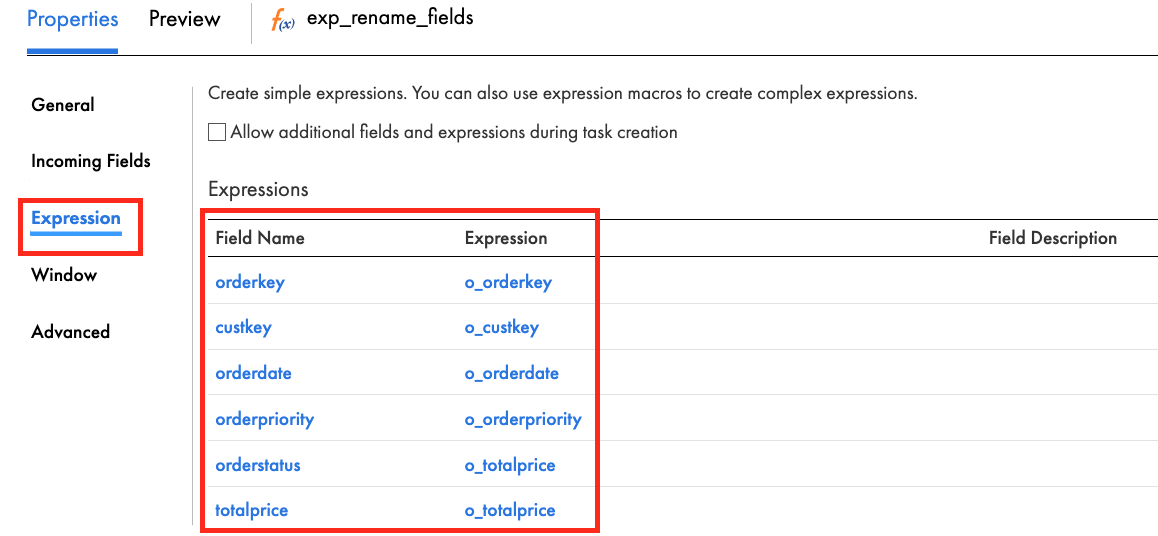 Properties Preview f(x) exp_rename_fields
General
Incoming Fields
Expression
Window
Advanced
Create simple expressions. You can also use expression macros to create complex expressions.
Allow additional fields and expressions during task creation
Expressions
Field Name Expression Field Description
orderkey o_orderkey
custkey o_custkey
orderdate o_orderdate
orderpriority o_orderpriority
orderstatus o_totalprice
totalprice o_totalprice